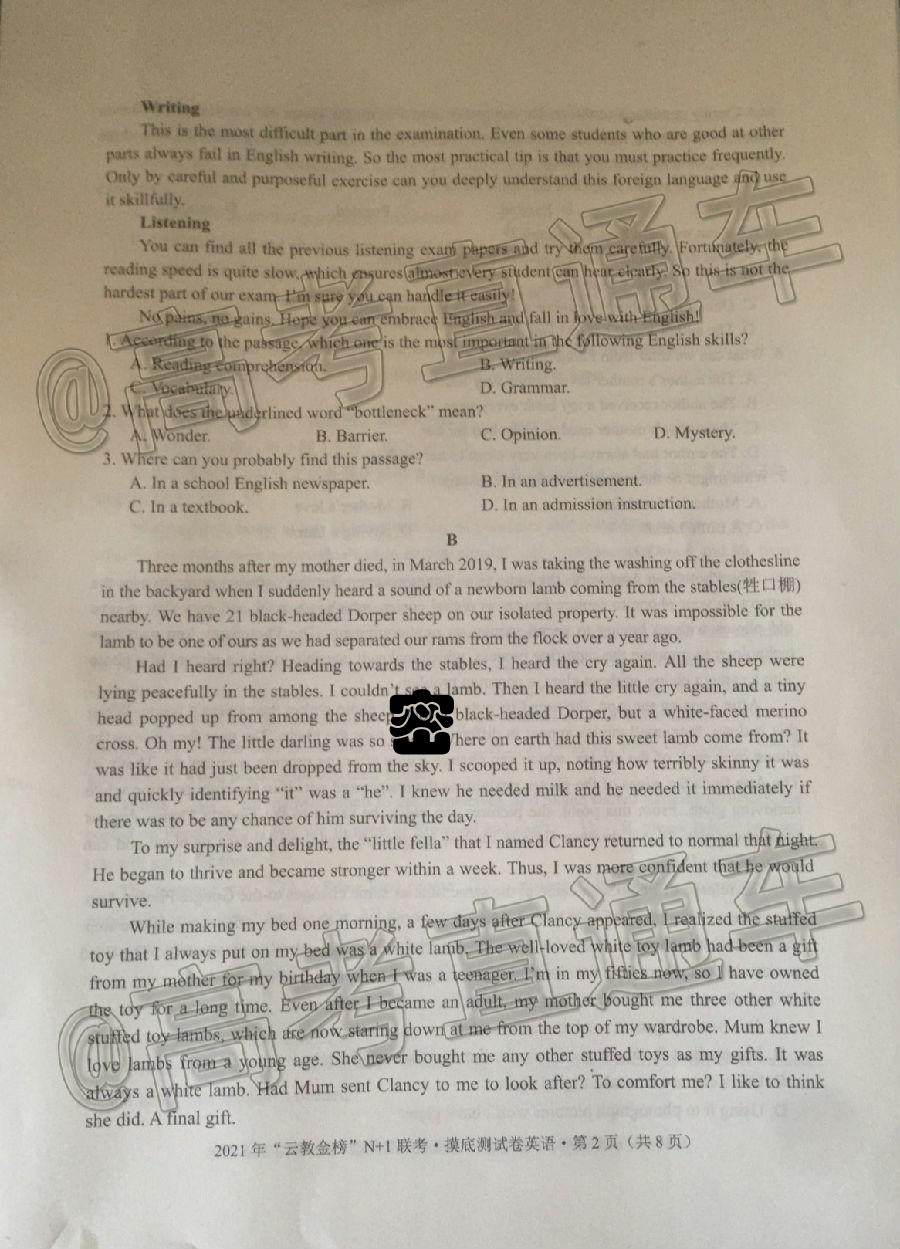 Writing
This is the most difficult part in the examination. Even some students who are good at other
parts always fail in English writing. So the most practical tip is that you must practice frequently.
Only by careful and purposeful exercise can you deeply understand this foreign language and use
it skillfully.
Listening
You can find all the previous listening exam papers and try them carefully. Fortunately, the
reading speed is quite slow, which ensures almost every student can hear clearly. So this is not the
hardest part of our exam. I'm sure you can handle it easily!
No pains, no gains. Hope you can embrace English and fall in love with English!
1. According to the passage, which one is the most important in the following English skills?
A. Reading comprehension. B. Writing.
C. Vocabulary. D. Grammar.
2. What does the underlined word “bottleneck” mean?
A. Wonder. B. Barrier. C. Opinion. D. Mystery.
3. Where can you probably find this passage?
A. In a school English newspaper. B. In an advertisement.
C. In a textbook. D. In an admission instruction.
B
Three months after my mother died, in March 2019, I was taking the washing off the clothesline
in the backyard when I suddenly heard a sound of a newborn lamb coming from the stables(牲口棚)
nearby. We have 21 black-headed Dorper sheep on our isolated property. It was impossible for the
lamb to be one of ours as we had separated our rams from the flock over a year ago.
Had I heard right? Heading towards the stables, I heard the cry again. All the sheep were
lying peacefully in the stables. I couldn't see a lamb. Then I heard the little cry again, and a tiny
head popped up from among the sheep black-headed Dorper, but a white-faced merino
cross. Oh my! The little darling was so Where on earth had this sweet lamb come from? It
was like it had just been dropped from the sky. I scooped it up, noting how terribly skinny it was
and quickly identifying “it” was a “he”. I knew he needed milk and he needed it immediately if
there was to be any chance of him surviving the day.
To my surprise and delight, the “little fella” that I named Clancy returned to normal that night.
He began to thrive and became stronger within a week. Thus, I was more confident that he would
survive.
While making my bed one morning, a few days after Clancy appeared, I realized the stuffed
toy that I always put on my bed was a white lamb. The well-loved white toy lamb had been a gift
from my mother for my birthday when I was a teenager. I'm in my fifties now, so I have owned
the toy for a long time. Even after I became an adult, my mother bought me three other white
stuffed toy lambs, which are now staring down at me from the top of my wardrobe. Mum knew I
love lambs from a young age. She never bought me any other stuffed toys as my gifts. It was
always a white lamb. Had Mum sent Clancy to me to look after? To comfort me? I like to think
she did. A final gift.
2021年“云教金榜”N+1联考·摸底测试卷英语·第2页（共8页）
@高考直通车
@高考直通车